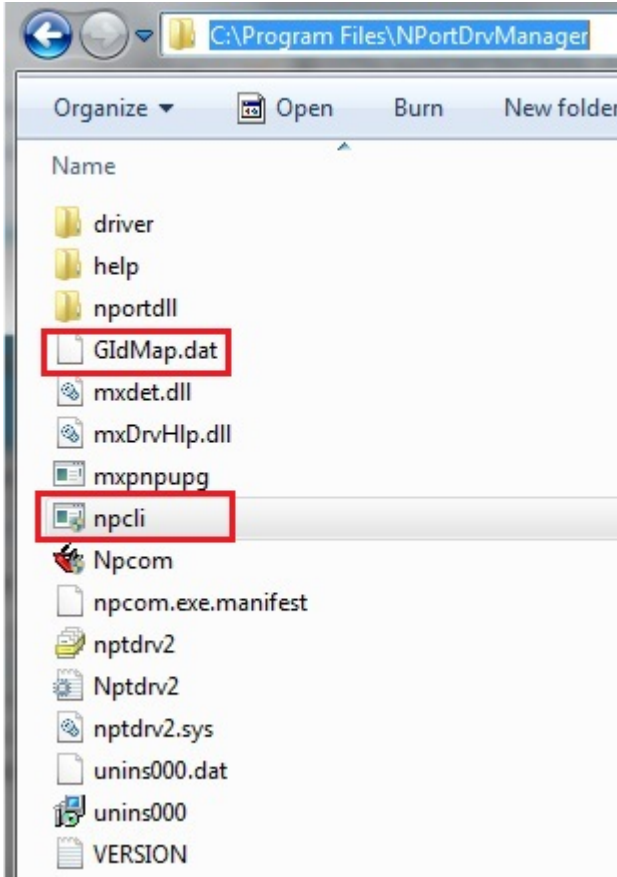 C:\Program Files\NPortDrvManager
Organize Open Burn New folder
Name
driver
help
nportdll
GIdMap.dat
mxdet.dll
mxDrvHlp.dll
mxpnpupg
npcli
Npcom
npcom.exe.manifest
nptdrv2
Nptdrv2
nptdrv2.sys
unins000.dat
unins000
VERSION